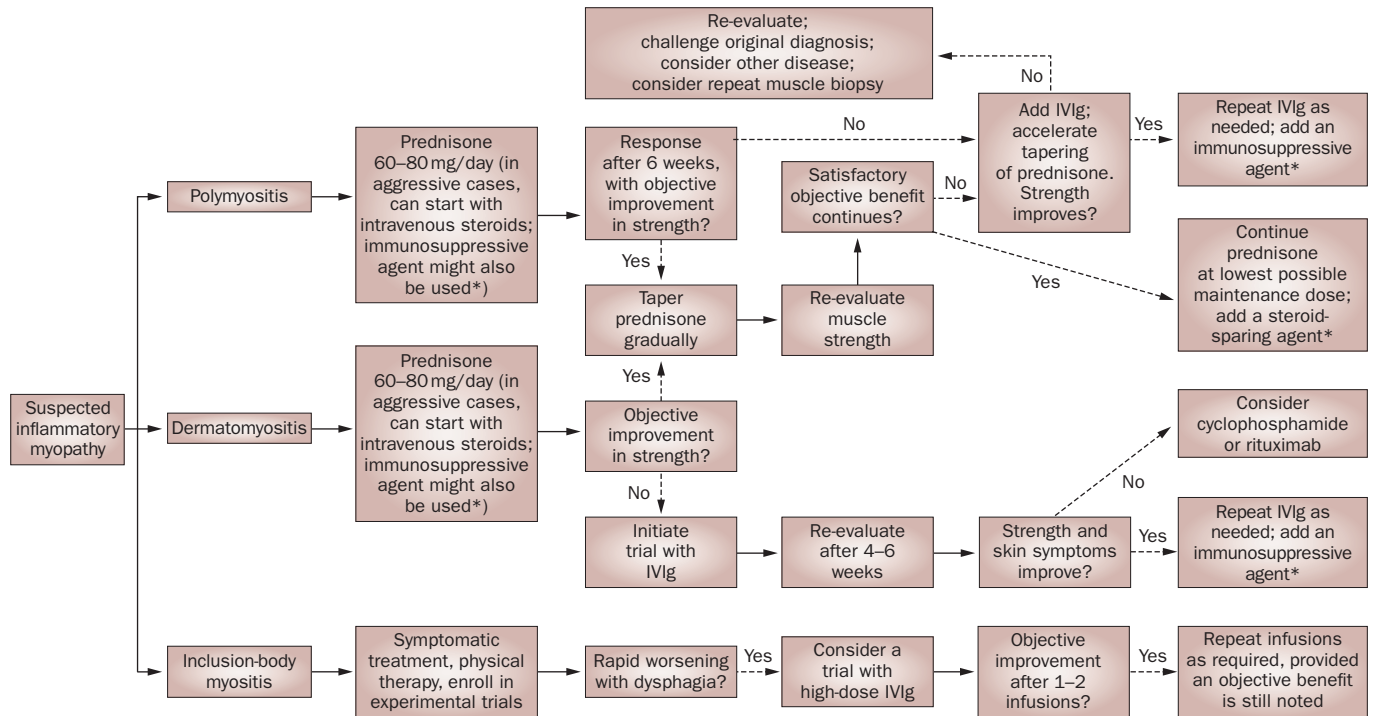 Re-evaluate;
challenge original diagnosis;
consider other disease;
consider repeat muscle biopsy
No
Add IVIg;
accelerate
tapering
of prednisone.
Strength
improves?
Yes
Repeat IVIg as
needed; add an
immunosuppressive
agent*
Polymyositis
Prednisone
60–80 mg/day (in
aggressive cases,
can start with
intravenous steroids;
immunosuppressive
agent might also
be used*)
Response
after 6 weeks,
with objective
improvement
in strength?
No
Satisfactory
objective benefit
continues?
No
Yes
Continue
prednisone
at lowest possible
maintenance dose;
add a steroid-
sparing agent*
Yes
Taper
prednisone
gradually
Re-evaluate
muscle
strength
Suspected
inflammatory
myopathy
Dermatomyositis
Prednisone
60–80 mg/day (in
aggressive cases,
can start with
intravenous steroids;
immunosuppressive
agent might also
be used*)
Yes
Objective
improvement
in strength?
No
Initiate
trial with
IVIg
Re-evaluate
after 4–6
weeks
Strength and
skin symptoms
improve?
No
Consider
cyclophosphamide
or rituximab
Yes
Repeat IVIg as
needed; add an
immunosuppressive
agent*
Inclusion-body
myositis
Symptomatic
treatment, physical
therapy, enroll in
experimental trials
Rapid worsening
with dysphagia?
Yes
Consider a
trial with
high-dose IVIg
Objective
improvement
after 1–2
infusions?
Yes
Repeat infusions
as required, provided
an objective benefit
is still noted